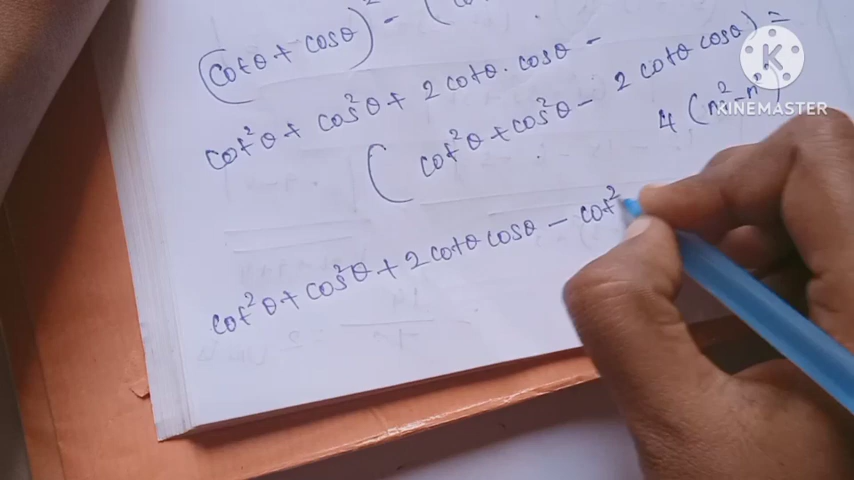 (cotθ + cosθ)² - (
cot²θ + cos²θ + 2 cotθ. cosθ -
( cot²θ + cos²θ - 2 cotθ cosθ) =
4 (
cot²θ + cos²θ + 2 cotθ cosθ - cot²
KINEMASTER